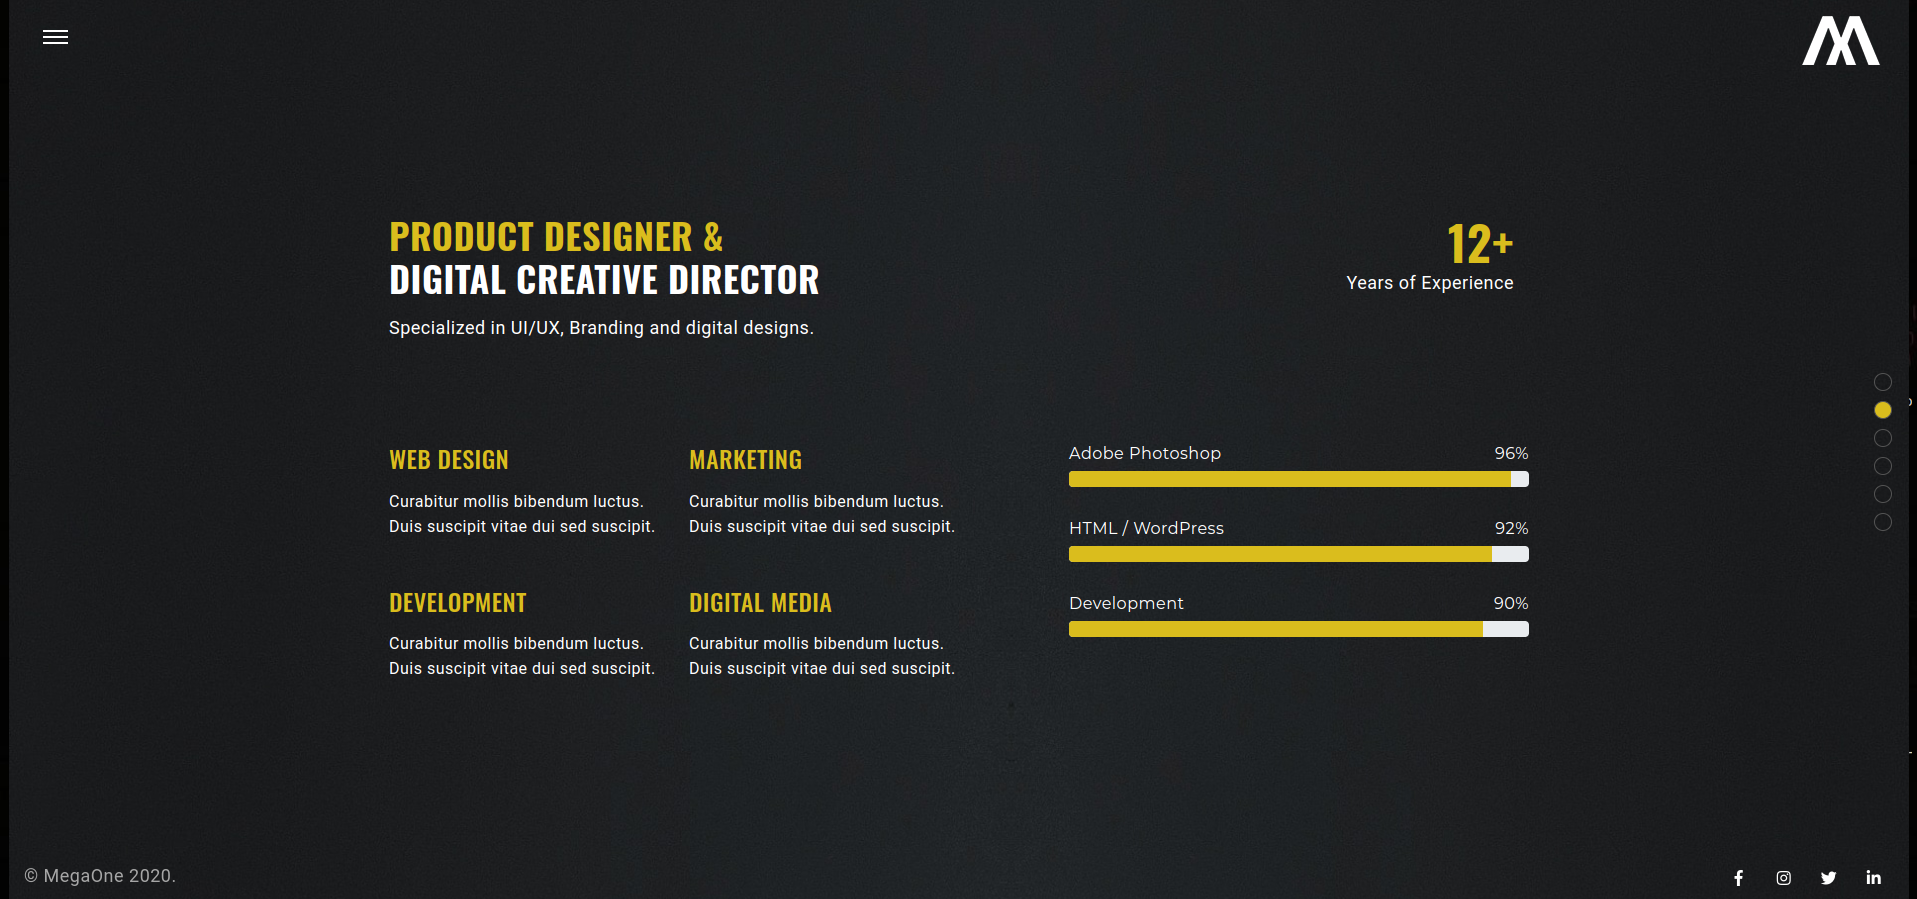 PRODUCT DESIGNER &
DIGITAL CREATIVE DIRECTOR
Specialized in UI/UX, Branding and digital designs.
12+
Years of Experience
WEB DESIGN
Curabitur mollis bibendum luctus.
Duis suscipit vitae dui sed suscipit.
MARKETING
Curabitur mollis bibendum luctus.
Duis suscipit vitae dui sed suscipit.
DEVELOPMENT
Curabitur mollis bibendum luctus.
Duis suscipit vitae dui sed suscipit.
DIGITAL MEDIA
Curabitur mollis bibendum luctus.
Duis suscipit vitae dui sed suscipit.
Adobe Photoshop 96%
HTML / WordPress 92%
Development 90%
© MegaOne 2020.